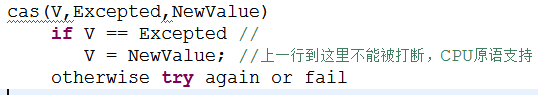 cas(V,Excepted,NewValue)
if V == Excepted //
V = NewValue; //上一行到这里不能被打断，CPU原语支持
otherwise try again or fail